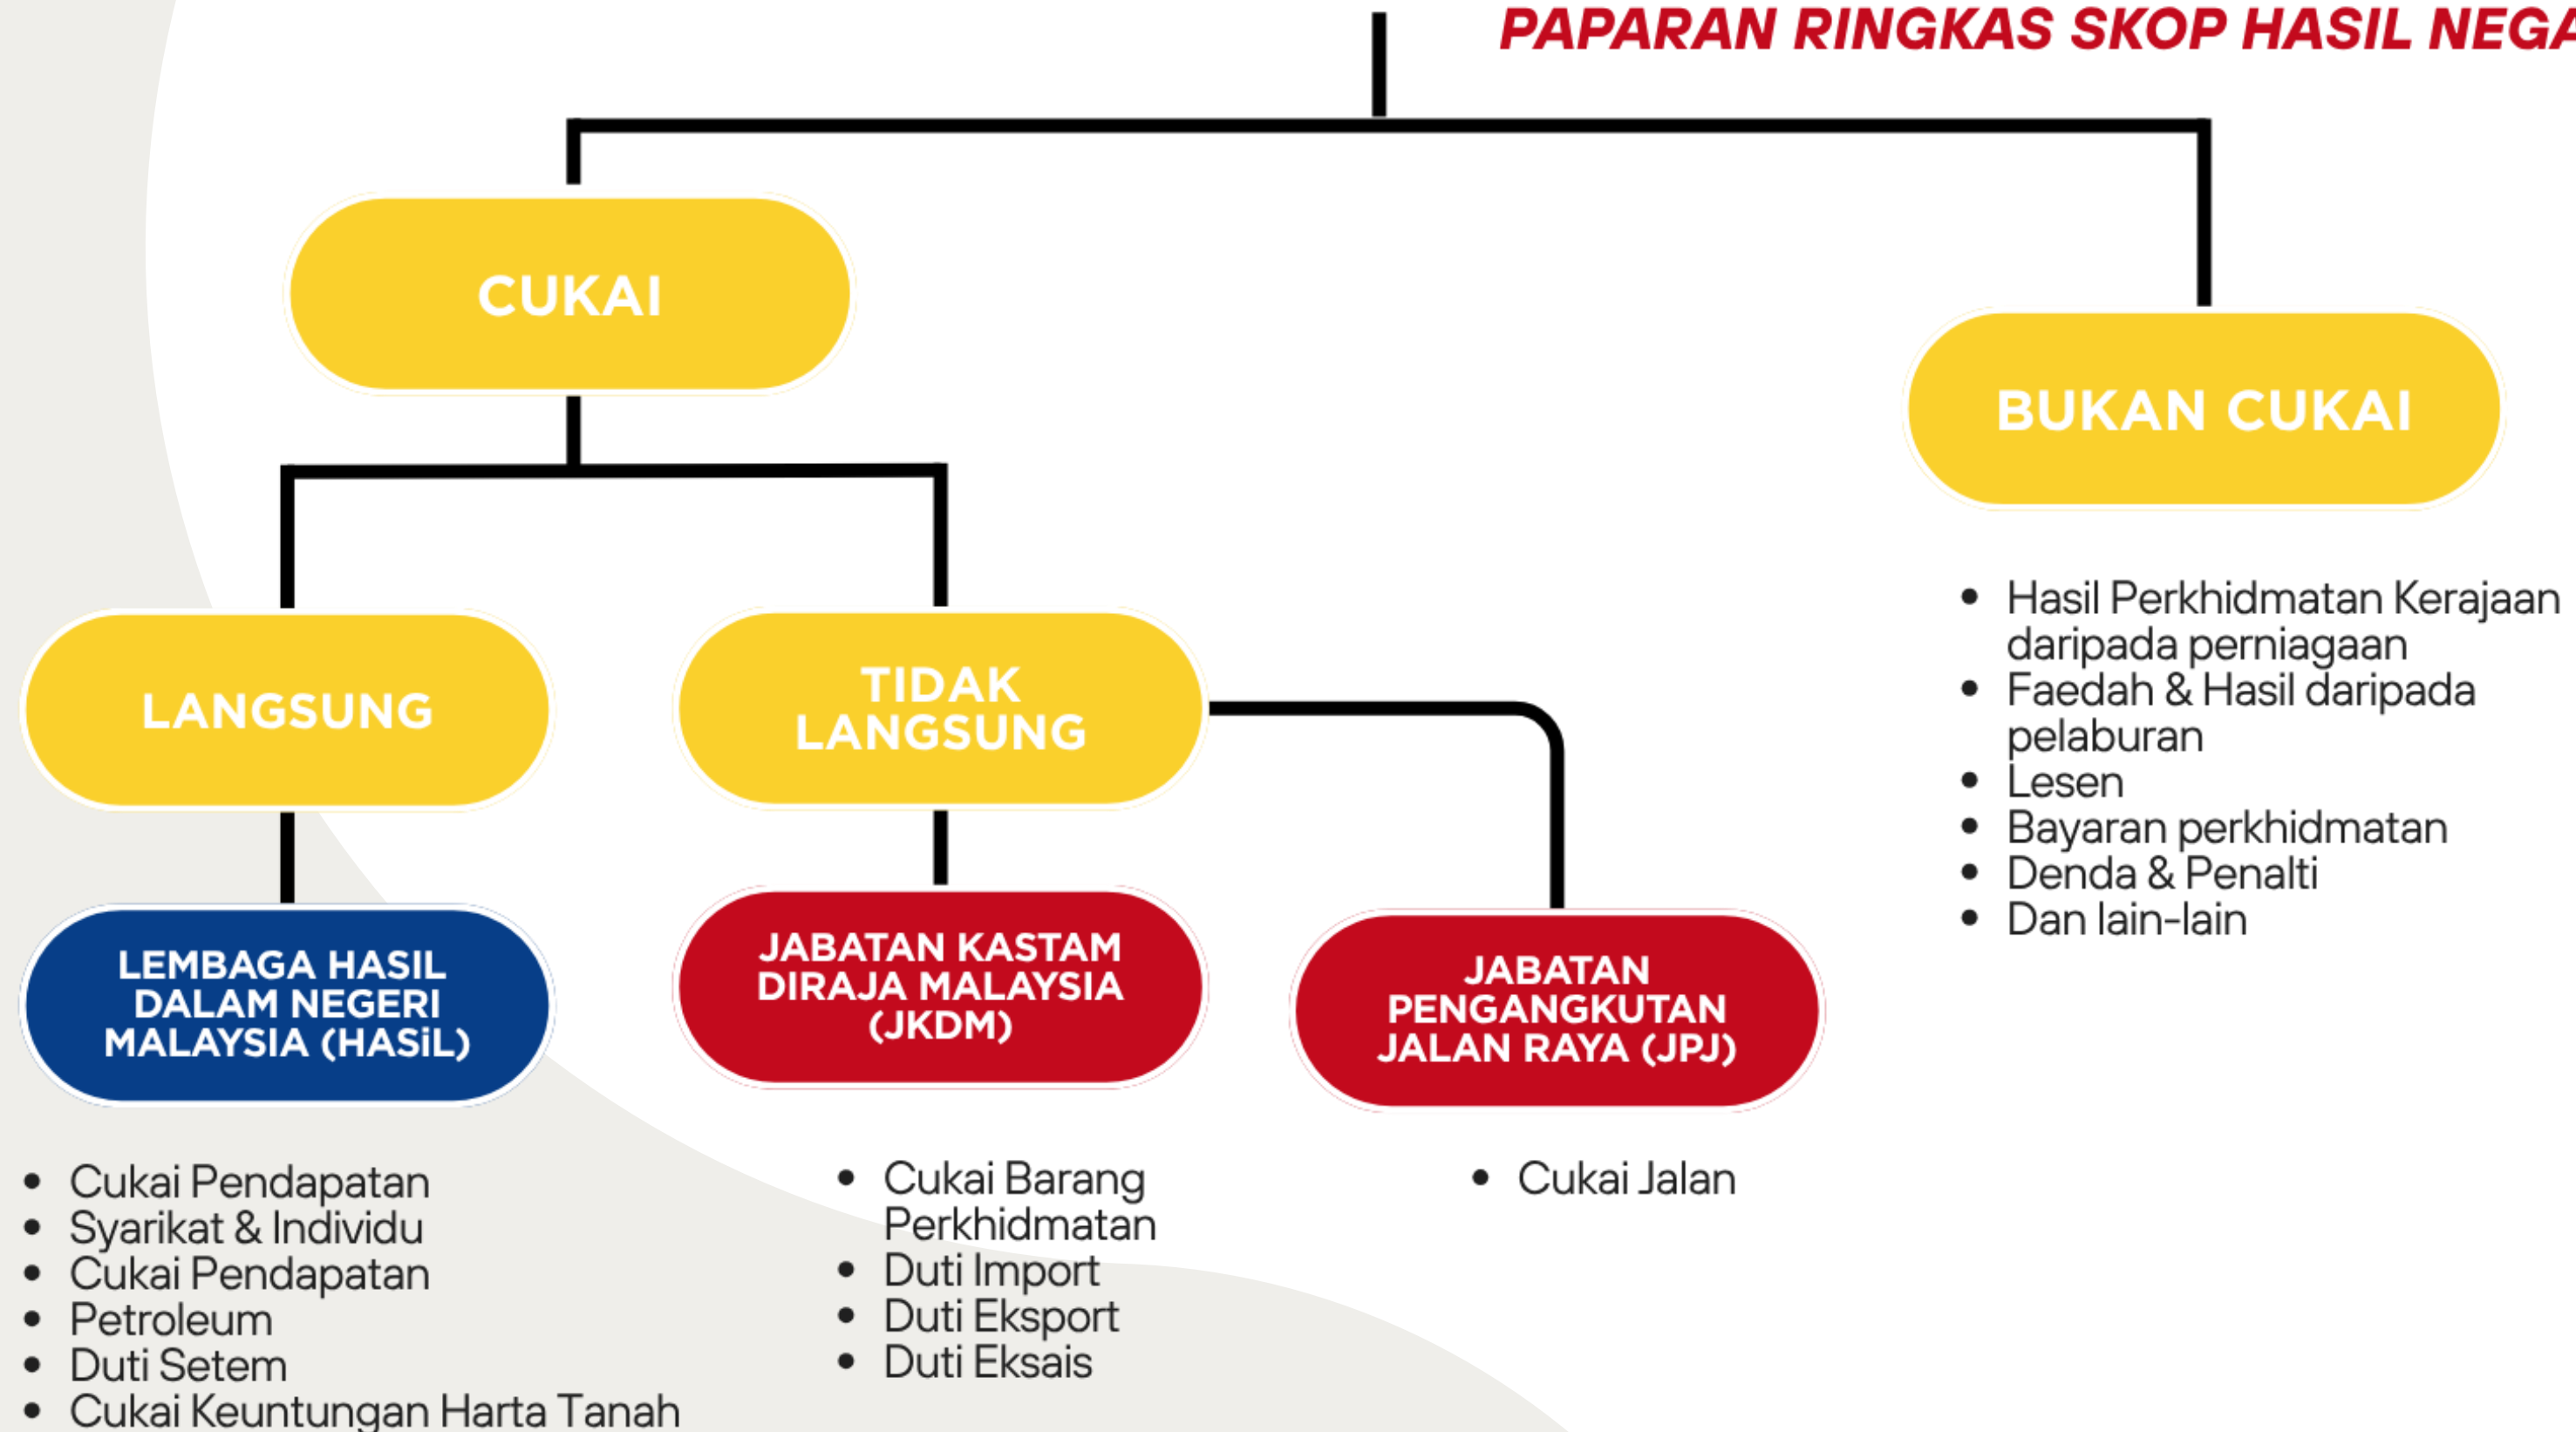 PAPARAN RINGKAS SKOP HASIL
CUKAI
BUKAN CUKAI
LANGSUNG
TIDAK
LANGSUNG
• Hasil Perkhidmatan Kerajaan
daripada perniagaan
• Faedah & Hasil daripada
pelaburan
• Lesen
• Bayaran perkhidmatan
• Denda & Penalti
• Dan lain-lain
LEMBAGA HASIL
DALAM NEGERI
MALAYSIA (HASiL)
JABATAN KASTAM
DIRAJA MALAYSIA
(JKDM)
JABATAN
PENGANGKUTAN
JALAN RAYA (JPJ)
• Cukai Pendapatan
• Syarikat & Individu
• Cukai Pendapatan
• Petroleum
• Duti Setem
• Cukai Keuntungan Harta Tanah
• Cukai Barang
Perkhidmatan
• Duti Import
• Duti Eksport
• Duti Eksais
• Cukai Jalan